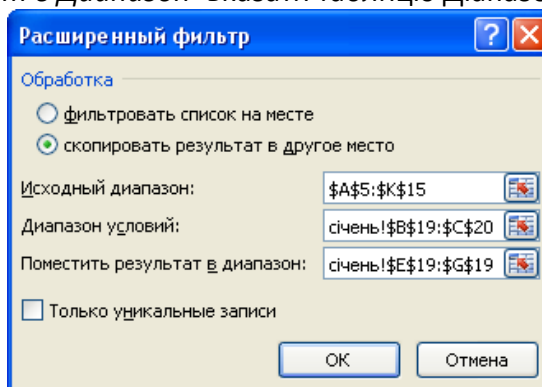 Расширенный фильтр
Обработка
фильтровать список на месте
скопировать результат в другое место
Исходный диапазон: $A$5:$K$15
Диапазон условий: січень!$B$19:$C$20
Поместить результат в диапазон: січень!$E$19:$G$19
Только уникальные записи
ОК Отмена